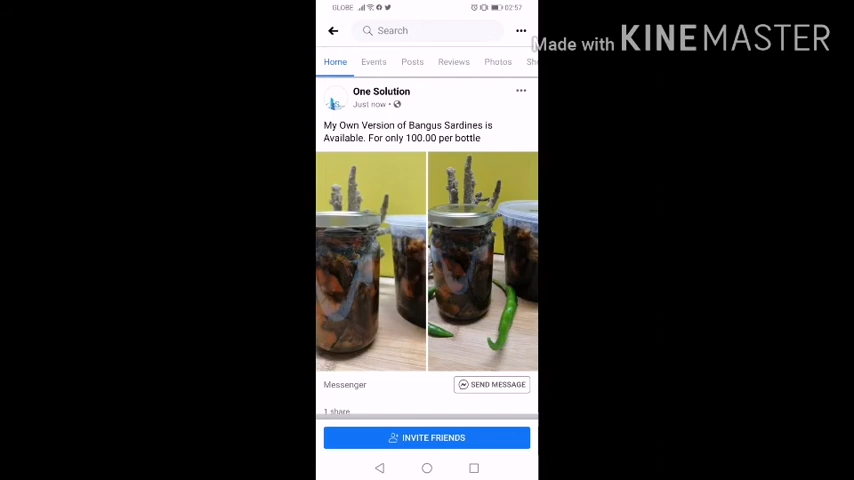 GLOBE 02:57
Made with KINEMASTER
Search
Home Events Posts Reviews Photos Sh
One Solution
Just now
My Own Version of Bangus Sardines is
Available. For only 100.00 per bottle
Messenger SEND MESSAGE
1 share
INVITE FRIENDS